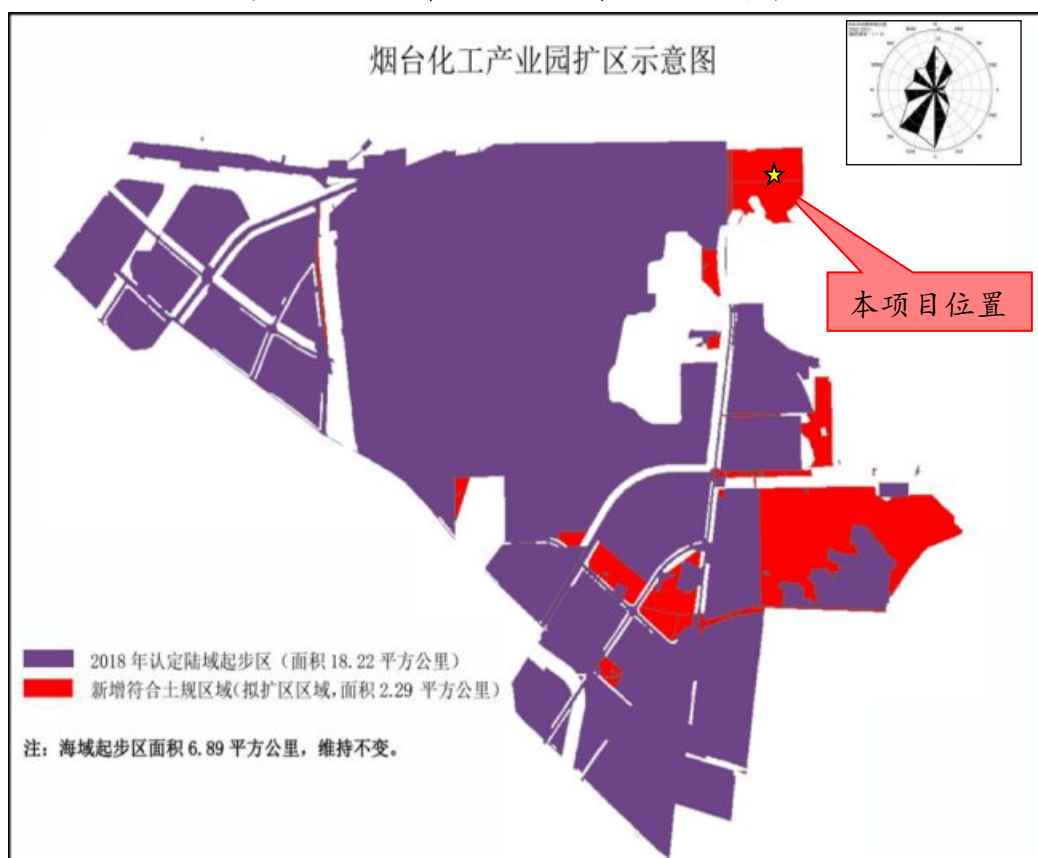 烟台化工产业园扩区示意图
本项目位置
2018年认定陆域起步区（面积18.22平方公里）
新增符合土规区域(拟扩区区域,面积2.29 平方公里)
注：海域起步区面积6.89平方公里，维持不变。